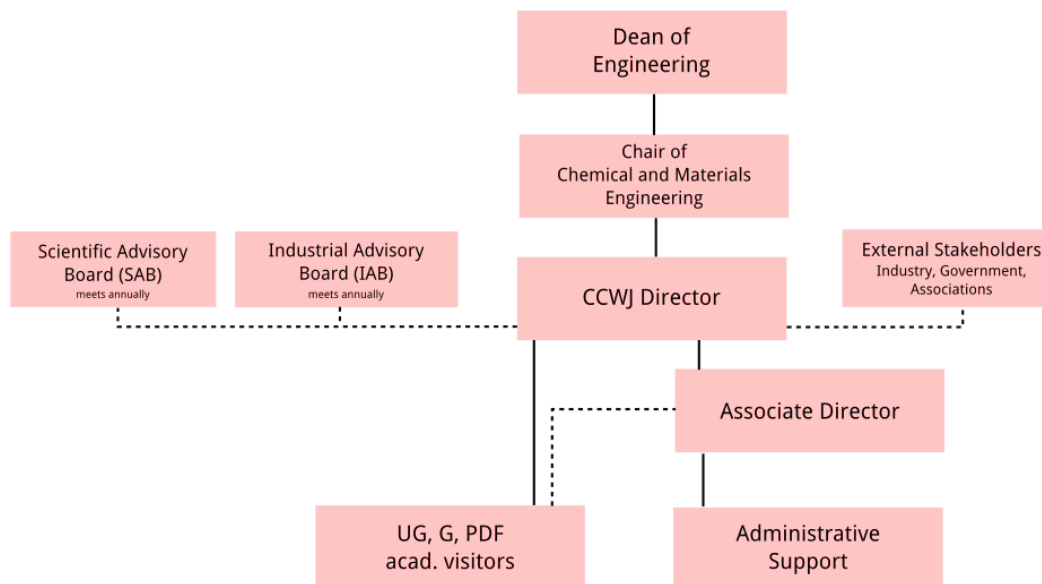 Dean of
Engineering
Chair of
Chemical and Materials
Engineering
Scientific Advisory
Board (SAB)
meets annually
Industrial Advisory
Board (IAB)
meets annually
CCWJ Director
External Stakeholders
Industry, Government,
Associations
Associate Director
UG, G, PDF
acad. visitors
Administrative
Support